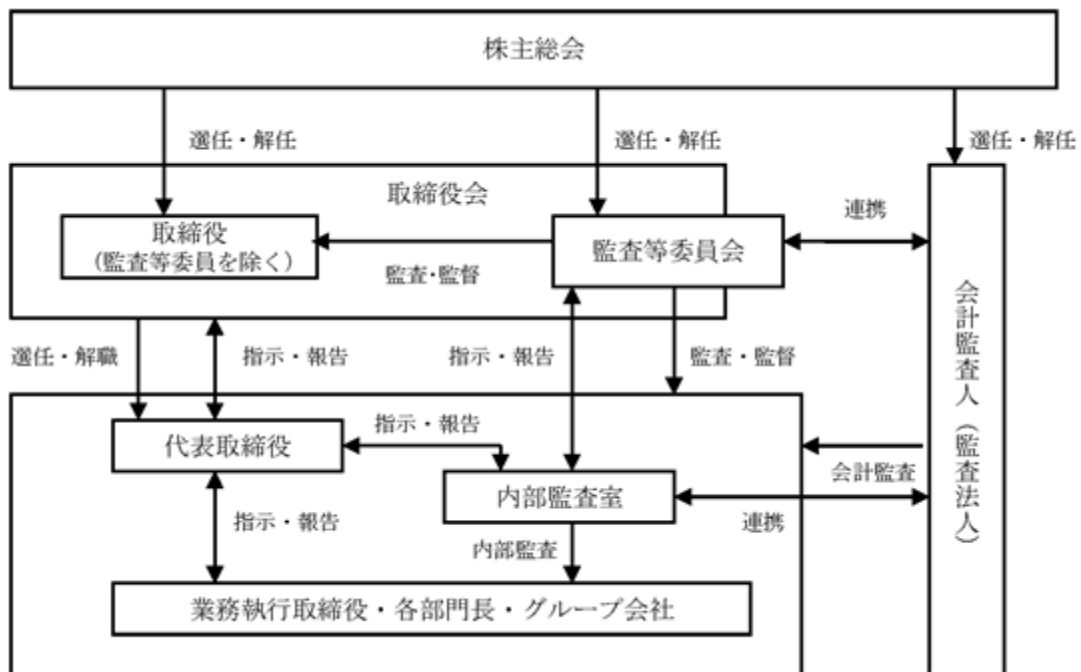 株主総会
選任・解任
選任・解任
選任・解任
取締役会
取締役
（監査等委員を除く）
監査・監督
監査等委員会
連携
会計監査人（監査法人）
選任・解職
指示・報告
指示・報告
監査・監督
代表取締役
指示・報告
内部監査室
会計監査
連携
指示・報告
内部監査
業務執行取締役・各部門長・グループ会社